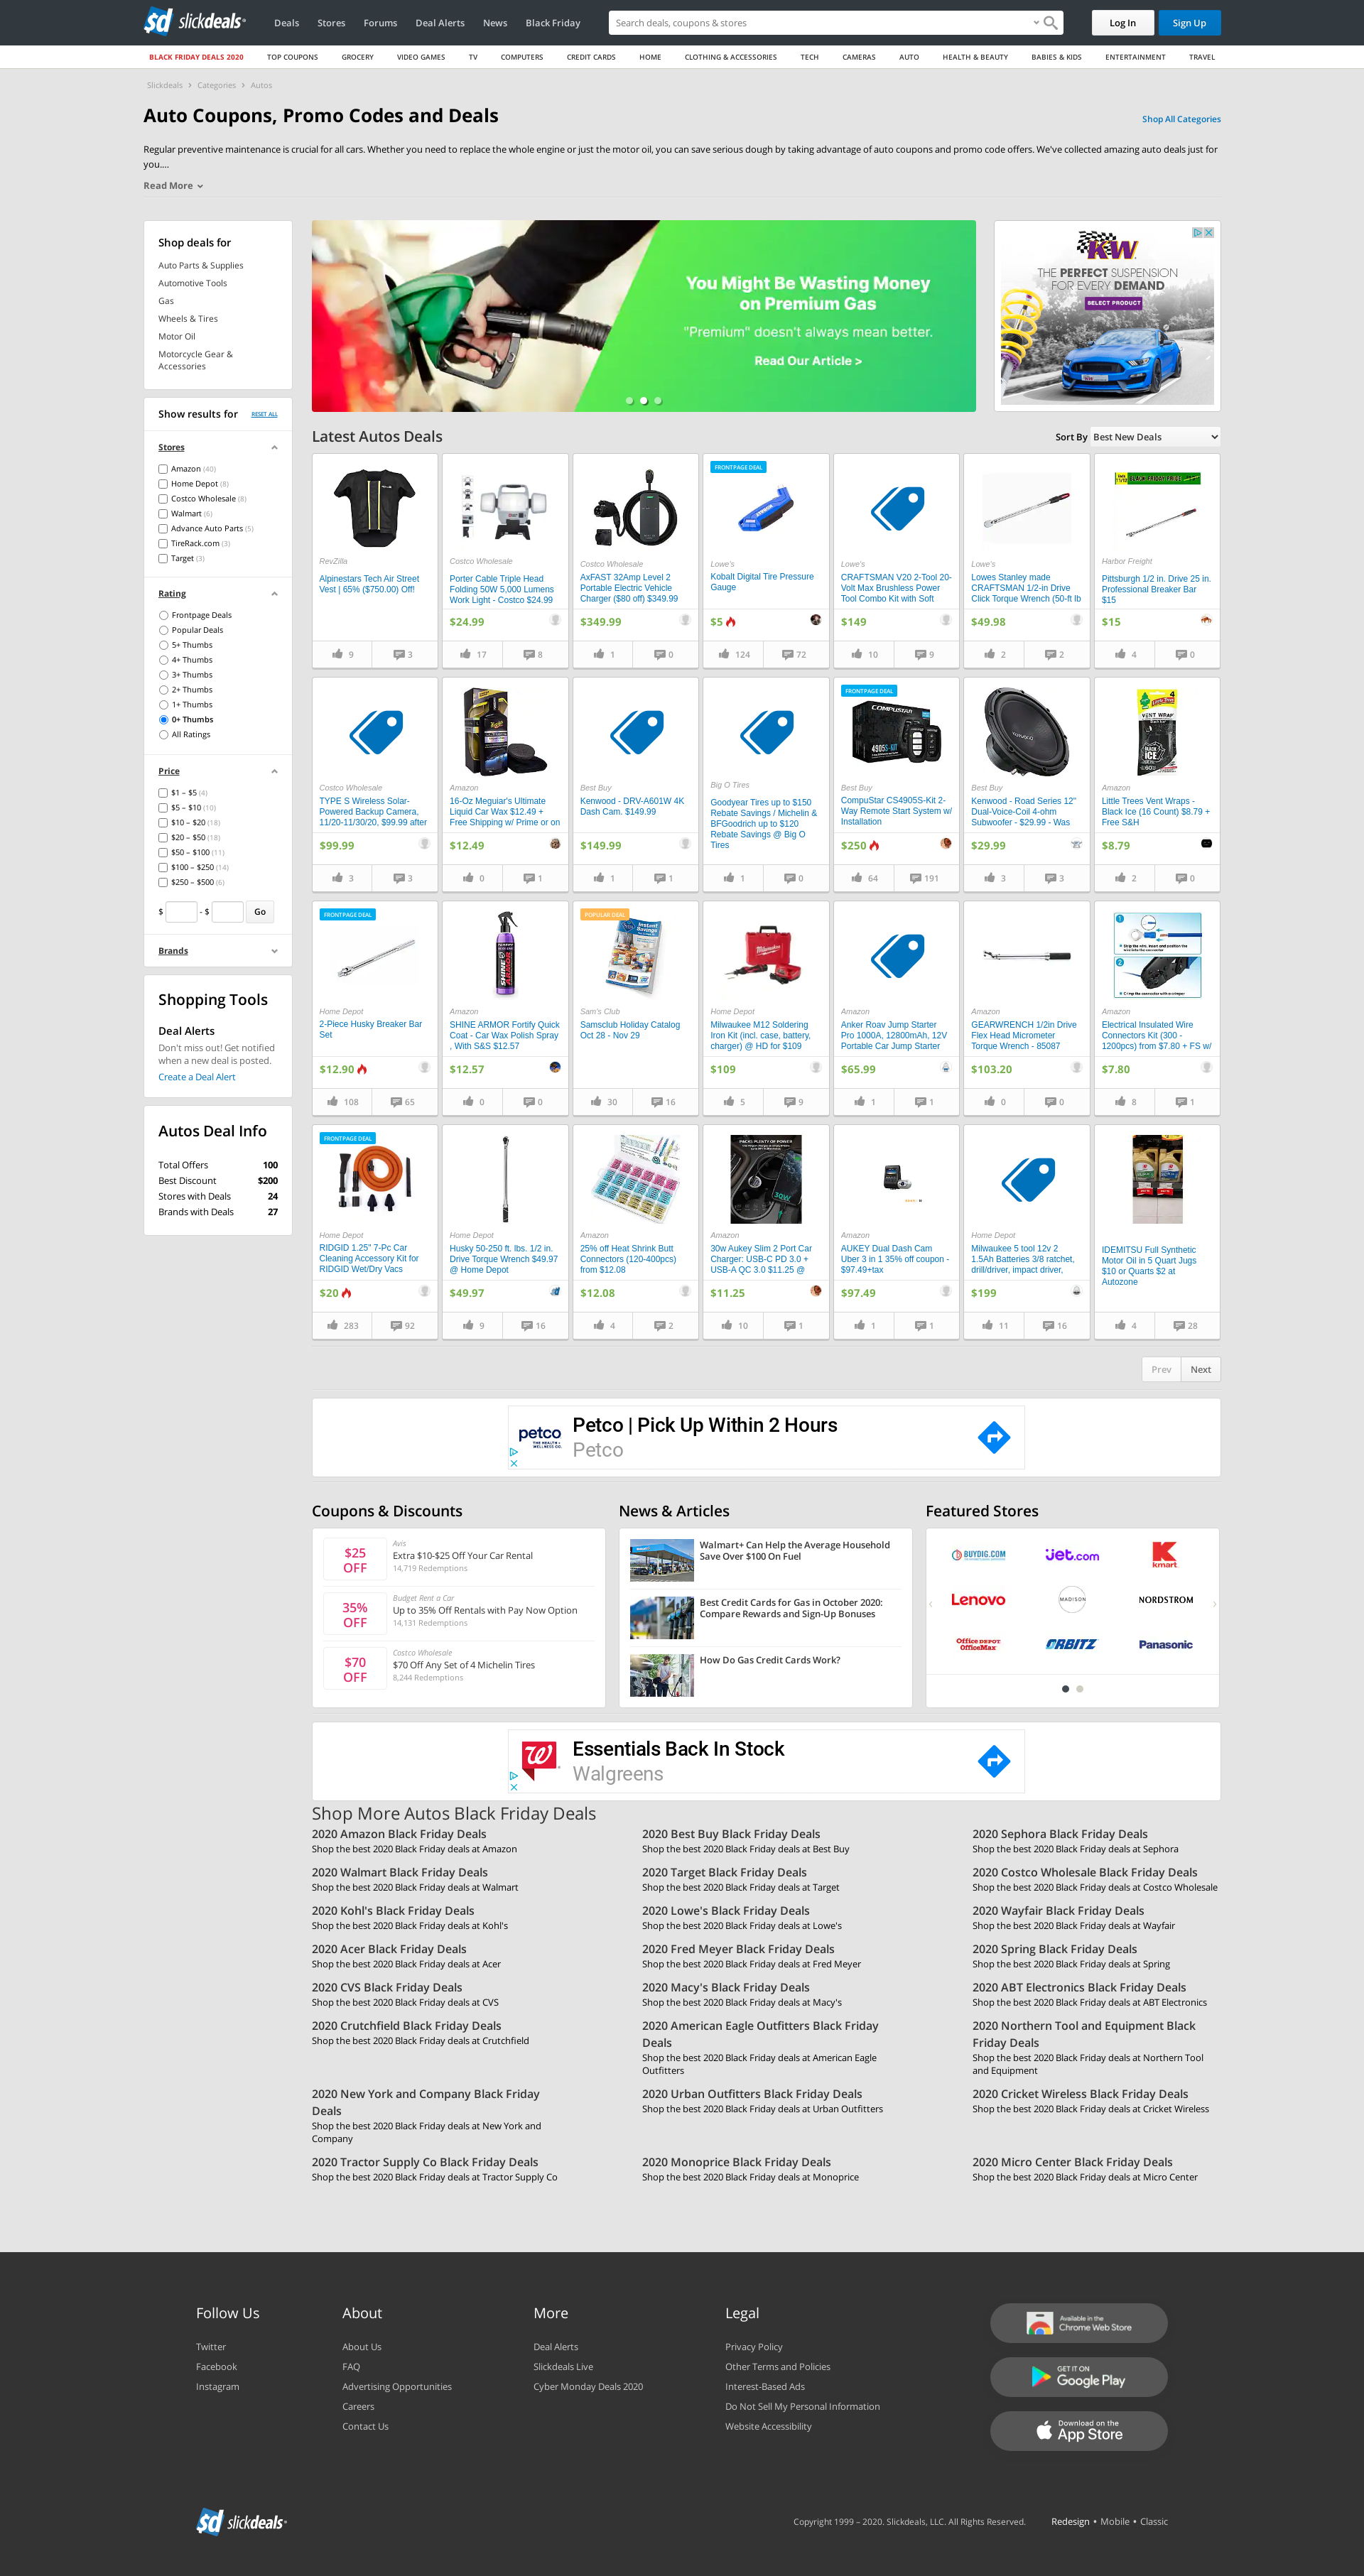 slickdeals
Deals
Stores
Forums
Deal Alerts
News
Black Friday
Search deals, coupons & stores
Log In
Sign Up
BLACK FRIDAY DEALS 2020
TOP COUPONS
GROCERY
VIDEO GAMES
TV
COMPUTERS
CREDIT CARDS
HOME
CLOTHING & ACCESSORIES
TECH
CAMERAS
AUTO
HEALTH & BEAUTY
BABIES & KIDS
ENTERTAINMENT
TRAVEL
Slickdeals > Categories > Autos
Auto Coupons, Promo Codes and Deals
Shop All Categories
Regular preventive maintenance is crucial for all cars. Whether you need to replace the whole engine or just the motor oil, you can save serious dough by taking advantage of auto coupons and promo code offers. We've collected amazing auto deals just for
you....
Read More
Shop deals for
Auto Parts & Supplies
Automotive Tools
Gas
Wheels & Tires
Motor Oil
Motorcycle Gear &
Accessories
You Might Be Wasting Money
on Premium Gas
"Premium" doesn't always mean better.
Read Our Article >
KW
THE PERFECT SUSPENSION
FOR EVERY DEMAND
SELECT PRODUCT
Show results for
RESET ALL
Stores
Amazon (40)
Home Depot (8)
Costco Wholesale (8)
Walmart (6)
Advance Auto Parts (5)
TireRack.com (3)
Target (3)
Rating
Frontpage Deals
Popular Deals
5+ Thumbs
4+ Thumbs
3+ Thumbs
2+ Thumbs
1+ Thumbs
0+ Thumbs
All Ratings
Price
$1 – $5 (4)
$5 – $10 (10)
$10 – $20 (18)
$20 – $50 (18)
$50 – $100 (11)
$100 – $250 (14)
$250 – $500 (6)
$ - $ Go
Brands
Shopping Tools
Deal Alerts
Don't miss out! Get notified
when a new deal is posted.
Create a Deal Alert
Autos Deal Info
Total Offers 100
Best Discount $200
Stores with Deals 24
Brands with Deals 27
Latest Autos Deals
Sort By Best New Deals
RevZilla
Alpinestars Tech Air Street
Vest | 65% ($750.00) Off!
9 3
Costco Wholesale
Porter Cable Triple Head
Folding 50W 5,000 Lumens
Work Light - Costco $24.99
$24.99
17 8
Costco Wholesale
AxFAST 32Amp Level 2
Portable Electric Vehicle
Charger ($80 off) $349.99
$349.99
1 0
FRONTPAGE DEAL
Lowe's
Kobalt Digital Tire Pressure
Gauge
$5
124 72
Lowe's
CRAFTSMAN V20 2-Tool 20-
Volt Max Brushless Power
Tool Combo Kit with Soft
$149
10 9
Lowe's
Lowes Stanley made
CRAFTSMAN 1/2-in Drive
Click Torque Wrench (50-ft lb
$49.98
2 2
Harbor Freight
Pittsburgh 1/2 in. Drive 25 in.
Professional Breaker Bar
$15
$15
4 0
Costco Wholesale
TYPE S Wireless Solar-
Powered Backup Camera,
11/20-11/30/20, $99.99 after
$99.99
3 3
Amazon
16-Oz Meguiar's Ultimate
Liquid Car Wax $12.49 +
Free Shipping w/ Prime or on
$12.49
0 1
Best Buy
Kenwood - DRV-A601W 4K
Dash Cam. $149.99
$149.99
1 1
Big O Tires
Goodyear Tires up to $150
Rebate Savings / Michelin &
BFGoodrich up to $120
Rebate Savings @ Big O
Tires
1 0
FRONTPAGE DEAL
COMPUSTAR
Best Buy
CompuStar CS4905S-Kit 2-
Way Remote Start System w/
Installation
$250
64 191
Best Buy
Kenwood - Road Series 12"
Dual-Voice-Coil 4-ohm
Subwoofer - $29.99 - Was
$29.99
3 3
VENT WRAP
BLACK ICE
Amazon
Little Trees Vent Wraps -
Black Ice (16 Count) $8.79 +
Free S&H
$8.79
2 0
FRONTPAGE DEAL
Home Depot
2-Piece Husky Breaker Bar
Set
$12.90
108 65
SHINE ARMOR
Amazon
SHINE ARMOR Fortify Quick
Coat - Car Wax Polish Spray
, With S&S $12.57
$12.57
0 0
POPULAR DEAL
Instant Savings
Sam's Club
Samsclub Holiday Catalog
Oct 28 - Nov 29
30 16
Home Depot
Milwaukee M12 Soldering
Iron Kit (incl. case, battery,
charger) @ HD for $109
$109
5 9
Amazon
Anker Roav Jump Starter
Pro 1000A, 12800mAh, 12V
Portable Car Jump Starter
$65.99
1 1
Amazon
GEARWRENCH 1/2in Drive
Flex Head Micrometer
Torque Wrench - 85087
$103.20
0 0
Amazon
Electrical Insulated Wire
Connectors Kit (300 -
1200pcs) from $7.80 + FS w/
$7.80
8 1
FRONTPAGE DEAL
Home Depot
RIDGID 1.25" 7-Pc Car
Cleaning Accessory Kit for
RIDGID Wet/Dry Vacs
$20
283 92
Home Depot
Husky 50-250 ft. lbs. 1/2 in.
Drive Torque Wrench $49.97
@ Home Depot
$49.97
9 16
Amazon
25% off Heat Shrink Butt
Connectors (120-400pcs)
from $12.08
$12.08
4 2
PACKS PLENTY OF POWER
30W
Amazon
30w Aukey Slim 2 Port Car
Charger: USB-C PD 3.0 +
USB-A QC 3.0 $11.25 @
$11.25
10 1
Amazon
AUKEY Dual Dash Cam
Uber 3 in 1 35% off coupon -
$97.49+tax
$97.49
1 1
Home Depot
Milwaukee 5 tool 12v 2
1.5Ah Batteries 3/8 ratchet,
drill/driver, impact driver,
$199
11 16
IDEMITSU Full Synthetic
Motor Oil in 5 Quart Jugs
$10 or Quarts $2 at
Autozone
4 28
Prev
Next
petco
Petco | Pick Up Within 2 Hours
Petco
Coupons & Discounts
$25
OFF
Avis
Extra $10-$25 Off Your Car Rental
14,719 Redemptions
35%
OFF
Budget Rent a Car
Up to 35% Off Rentals with Pay Now Option
14,131 Redemptions
$70
OFF
Costco Wholesale
$70 Off Any Set of 4 Michelin Tires
8,244 Redemptions
News & Articles
Walmart+ Can Help the Average Household
Save Over $100 On Fuel
Best Credit Cards for Gas in October 2020:
Compare Rewards and Sign-Up Bonuses
How Do Gas Credit Cards Work?
Featured Stores
BUYDIG.COM
jet.com
kmart
Lenovo
MADISON
NORDSTROM
Office DEPOT
OfficeMax
ORBITZ
Panasonic
Essentials Back In Stock
Walgreens
Shop More Autos Black Friday Deals
2020 Amazon Black Friday Deals
Shop the best 2020 Black Friday deals at Amazon
2020 Best Buy Black Friday Deals
Shop the best 2020 Black Friday deals at Best Buy
2020 Sephora Black Friday Deals
Shop the best 2020 Black Friday deals at Sephora
2020 Walmart Black Friday Deals
Shop the best 2020 Black Friday deals at Walmart
2020 Target Black Friday Deals
Shop the best 2020 Black Friday deals at Target
2020 Costco Wholesale Black Friday Deals
Shop the best 2020 Black Friday deals at Costco Wholesale
2020 Kohl's Black Friday Deals
Shop the best 2020 Black Friday deals at Kohl's
2020 Lowe's Black Friday Deals
Shop the best 2020 Black Friday deals at Lowe's
2020 Wayfair Black Friday Deals
Shop the best 2020 Black Friday deals at Wayfair
2020 Acer Black Friday Deals
Shop the best 2020 Black Friday deals at Acer
2020 Fred Meyer Black Friday Deals
Shop the best 2020 Black Friday deals at Fred Meyer
2020 Spring Black Friday Deals
Shop the best 2020 Black Friday deals at Spring
2020 CVS Black Friday Deals
Shop the best 2020 Black Friday deals at CVS
2020 Macy's Black Friday Deals
Shop the best 2020 Black Friday deals at Macy's
2020 ABT Electronics Black Friday Deals
Shop the best 2020 Black Friday deals at ABT Electronics
2020 Crutchfield Black Friday Deals
Shop the best 2020 Black Friday deals at Crutchfield
2020 American Eagle Outfitters Black Friday
Deals
Shop the best 2020 Black Friday deals at American Eagle
Outfitters
2020 Northern Tool and Equipment Black
Friday Deals
Shop the best 2020 Black Friday deals at Northern Tool
and Equipment
2020 New York and Company Black Friday
Deals
Shop the best 2020 Black Friday deals at New York and
Company
2020 Urban Outfitters Black Friday Deals
Shop the best 2020 Black Friday deals at Urban Outfitters
2020 Cricket Wireless Black Friday Deals
Shop the best 2020 Black Friday deals at Cricket Wireless
2020 Tractor Supply Co Black Friday Deals
Shop the best 2020 Black Friday deals at Tractor Supply Co
2020 Monoprice Black Friday Deals
Shop the best 2020 Black Friday deals at Monoprice
2020 Micro Center Black Friday Deals
Shop the best 2020 Black Friday deals at Micro Center
Follow Us
Twitter
Facebook
Instagram
About
About Us
FAQ
Advertising Opportunities
Careers
Contact Us
More
Deal Alerts
Slickdeals Live
Cyber Monday Deals 2020
Legal
Privacy Policy
Other Terms and Policies
Interest-Based Ads
Do Not Sell My Personal Information
Website Accessibility
Available in the
Chrome Web Store
GET IT ON
Google Play
Download on the
App Store
slickdeals
Copyright 1999 – 2020. Slickdeals, LLC. All Rights Reserved.
Redesign • Mobile • Classic